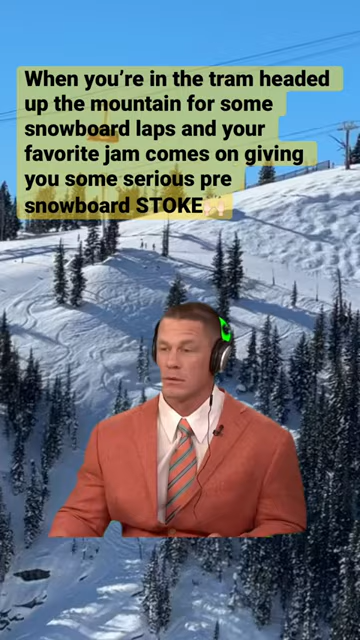 When you’re in the tram headed
up the mountain for some
snowboard laps and your
favorite jam comes on giving
you some serious pre
snowboard STOKE🙌🏻